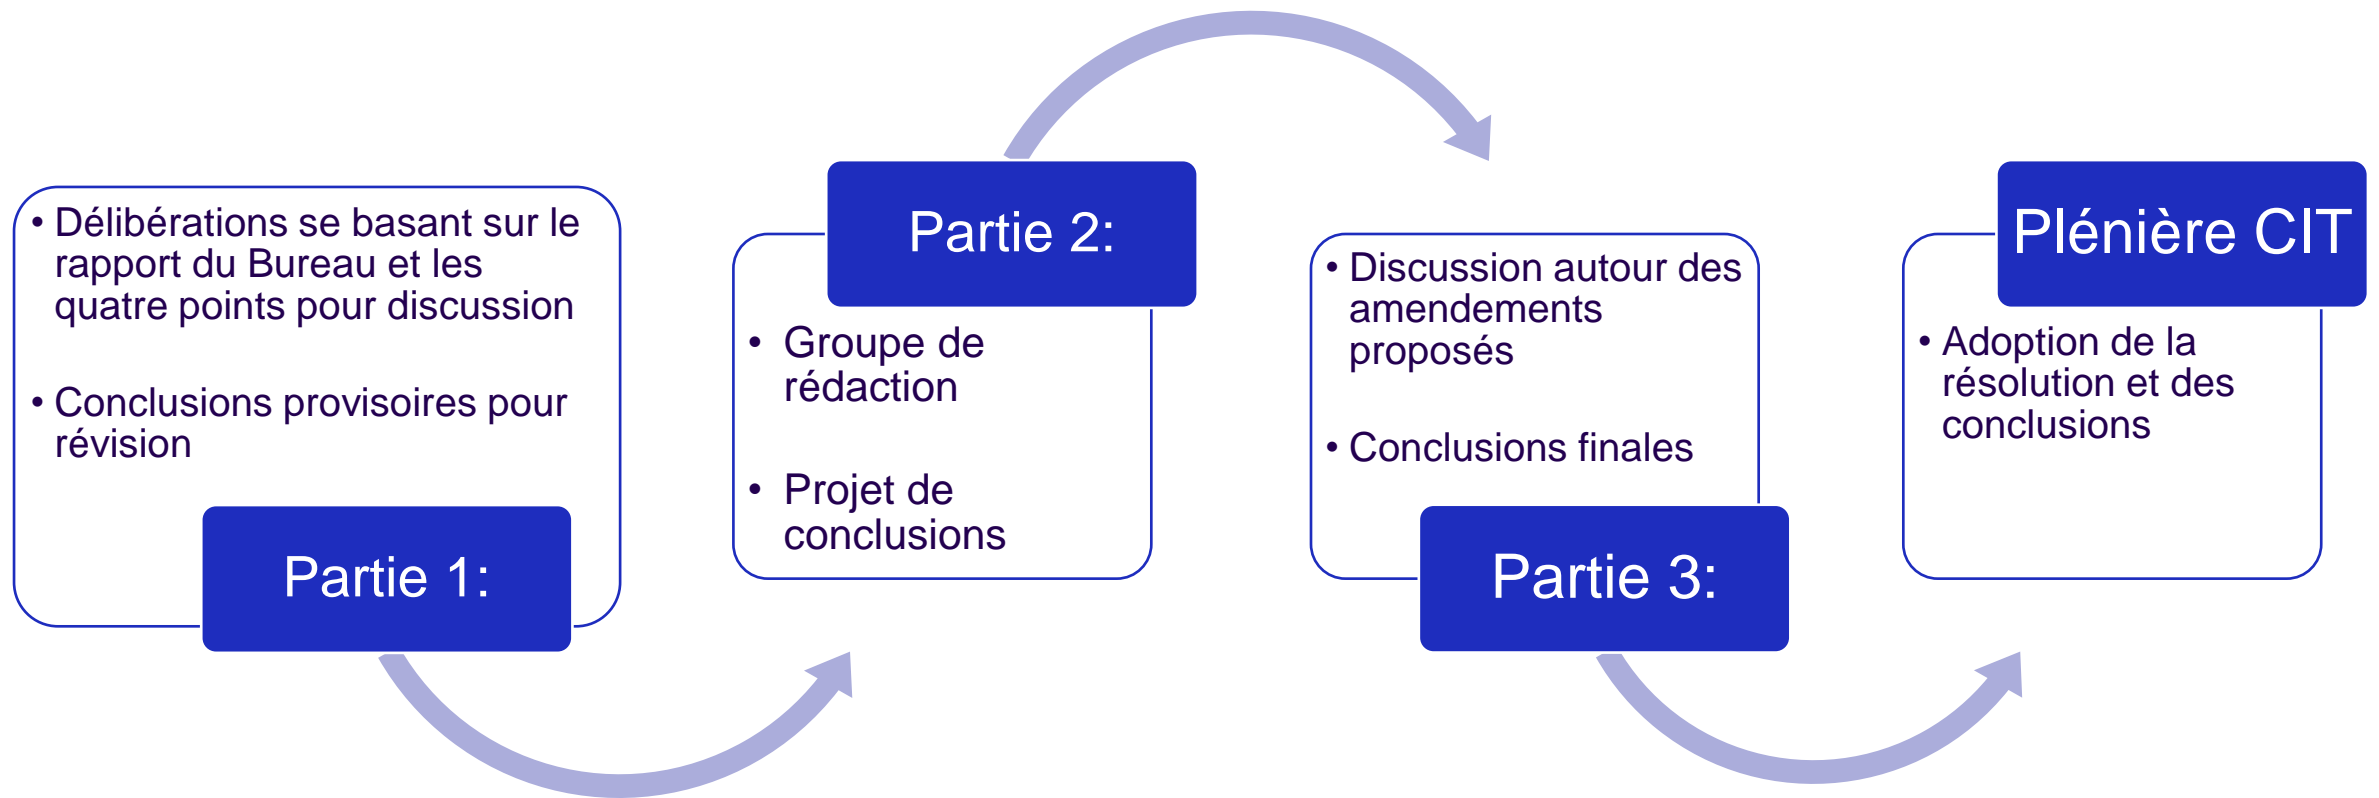 • Délibérations se basant sur le
rapport du Bureau et les
quatre points pour discussion
• Conclusions provisoires pour
révision
Partie 1:
Partie 2:
• Groupe de
rédaction
• Projet de
conclusions
• Discussion autour des
amendements
proposés
• Conclusions finales
Partie 3:
Plénière CIT
• Adoption de la
résolution et des
conclusions